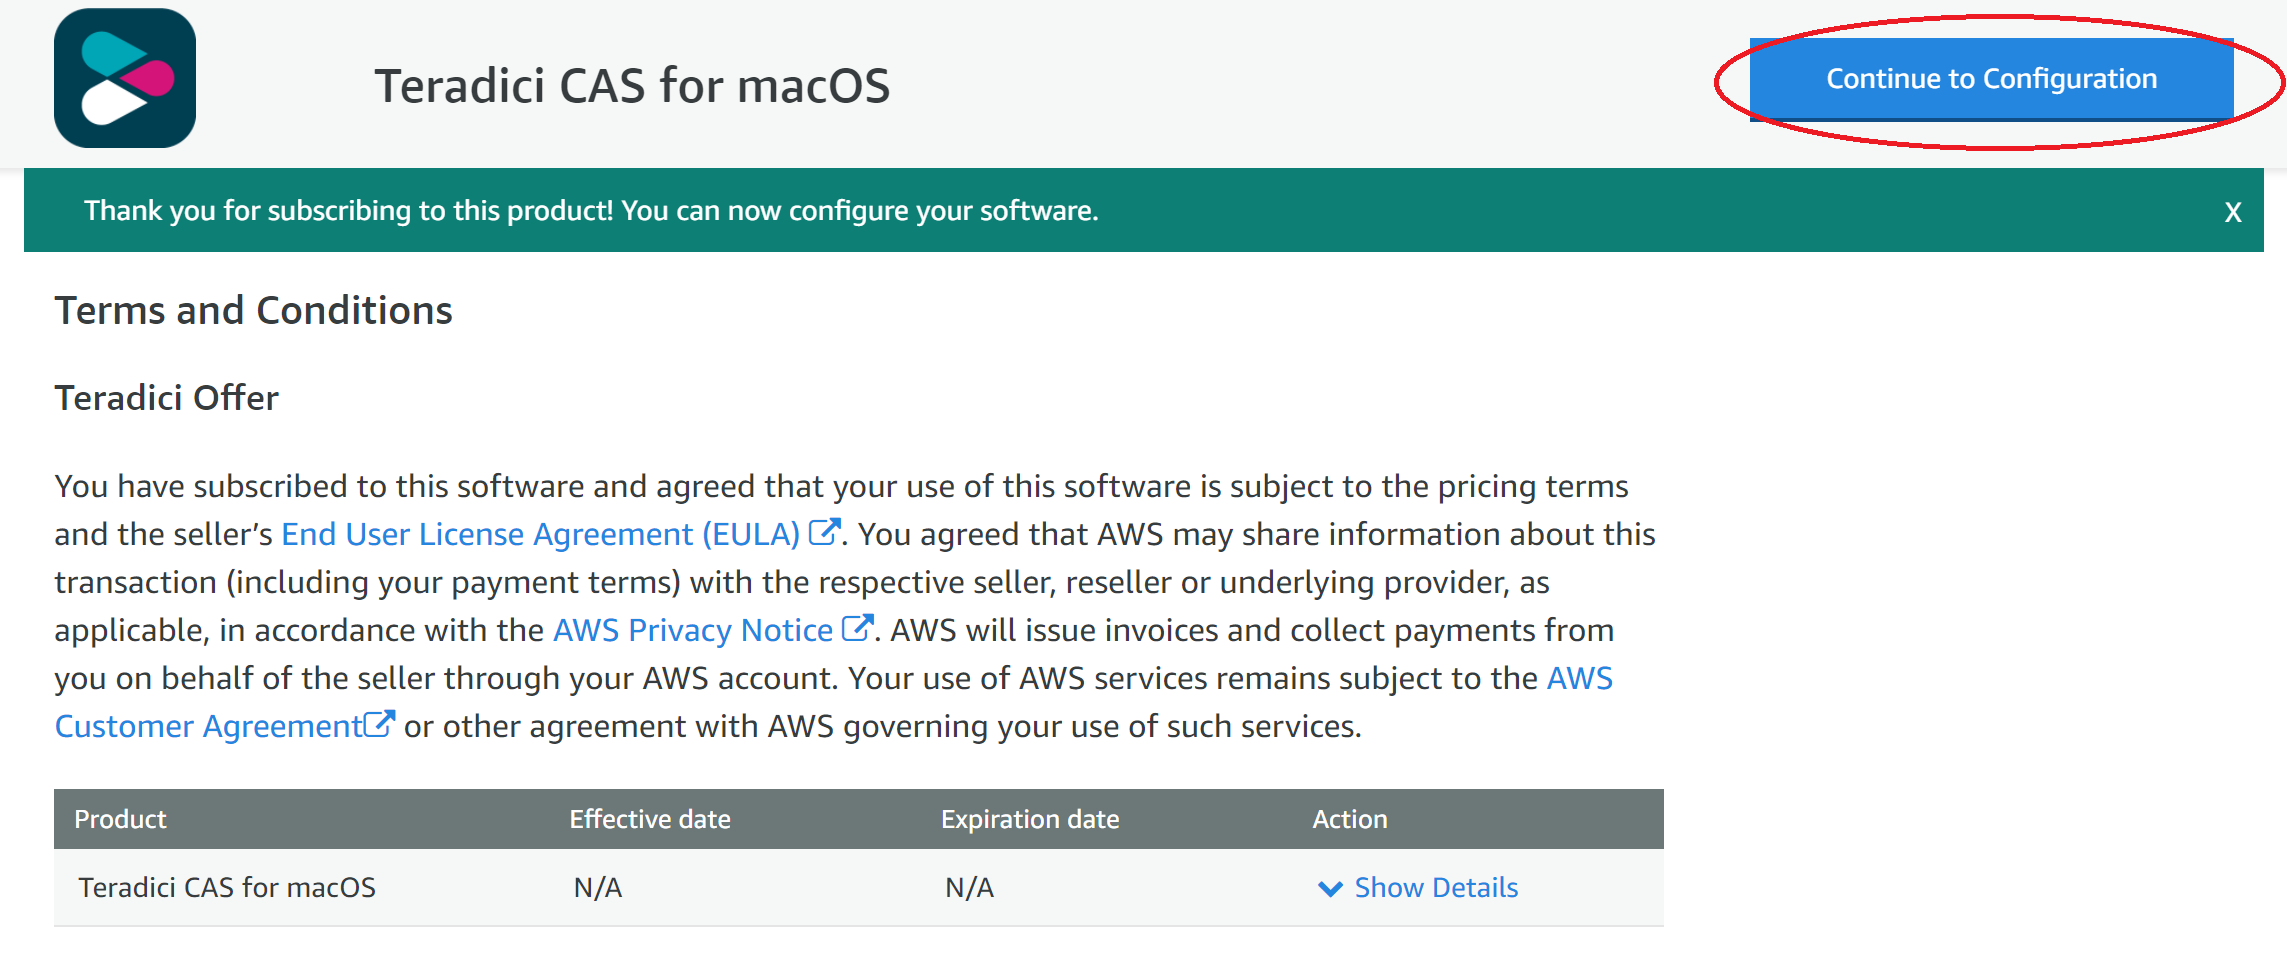 Teradici CAS for macOS
Continue to Configuration
Thank you for subscribing to this product! You can now configure your software.
X
Terms and Conditions
Teradici Offer
You have subscribed to this software and agreed that your use of this software is subject to the pricing terms
and the seller’s End User License Agreement (EULA). You agreed that AWS may share information about this
transaction (including your payment terms) with the respective seller, reseller or underlying provider, as
applicable, in accordance with the AWS Privacy Notice. AWS will issue invoices and collect payments from
you on behalf of the seller through your AWS account. Your use of AWS services remains subject to the AWS
Customer Agreement or other agreement with AWS governing your use of such services.
Product Effective date Expiration date Action
Teradici CAS for macOS N/A N/A Show Details